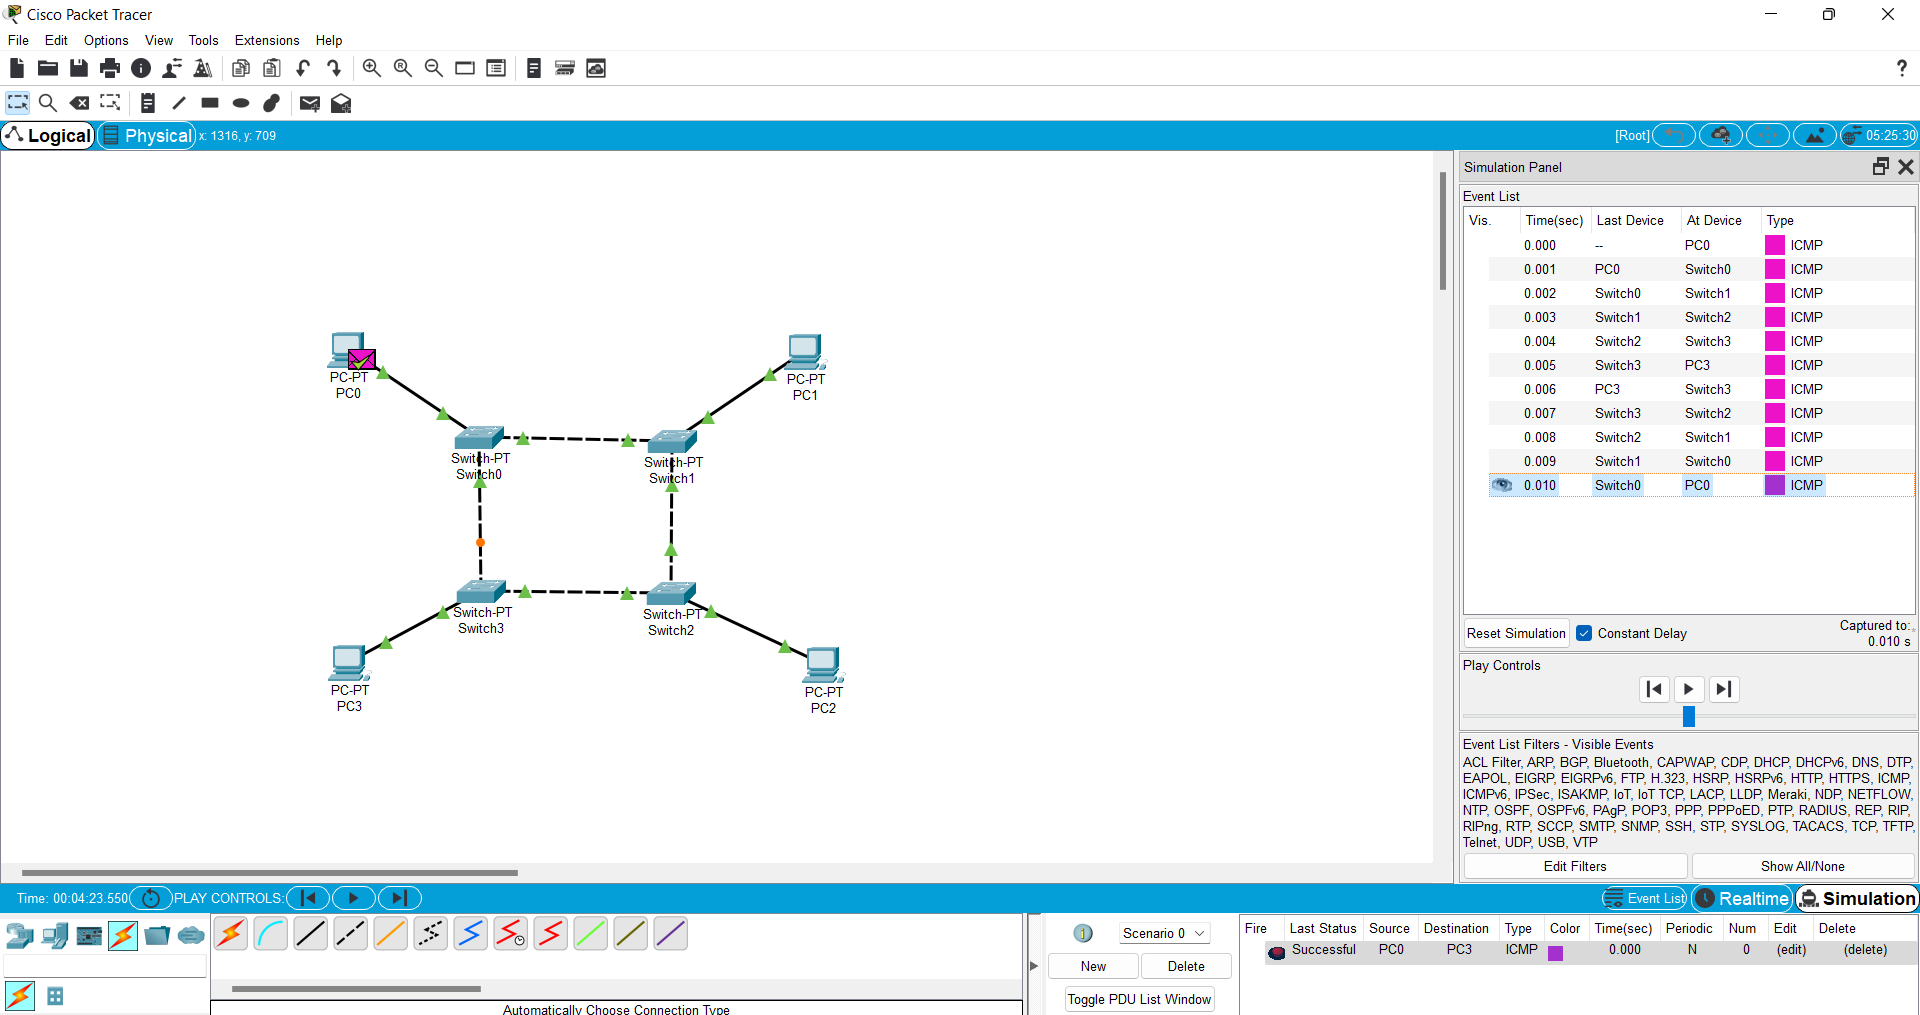 Cisco Packet Tracer
File Edit Options View Tools Extensions Help
?
Logical Physical x: 1316, y: 709 [Root] 05:25:30
Simulation Panel
Event List
Vis. Time(sec) Last Device At Device Type
0.000 -- PC0 ICMP
0.001 PC0 Switch0 ICMP
0.002 Switch0 Switch1 ICMP
0.003 Switch1 Switch2 ICMP
0.004 Switch2 Switch3 ICMP
0.005 Switch3 PC3 ICMP
0.006 PC3 Switch3 ICMP
0.007 Switch3 Switch2 ICMP
0.008 Switch2 Switch1 ICMP
0.009 Switch1 Switch0 ICMP
0.010 Switch0 PC0 ICMP
PC-PT
PC0
PC-PT
PC1
Switch-PT
Switch0
Switch-PT
Switch1
Switch-PT
Switch3
Switch-PT
Switch2
PC-PT
PC3
PC-PT
PC2
Reset Simulation Constant Delay Captured to:
0.010 s
Play Controls
Event List Filters - Visible Events
ACL Filter, ARP, BGP, Bluetooth, CAPWAP, CDP, DHCP, DHCPv6, DNS, DTP,
EAPOL, EIGRP, EIGRPv6, FTP, H.323, HSRP, HSRPv6, HTTP, HTTPS, ICMP,
ICMPv6, IPSec, ISAKMP, IoT, IoT TCP, LACP, LLDP, Meraki, NDP, NETFLOW,
NTP, OSPF, OSPFv6, PAgP, POP3, PPP, PPPoED, PTP, RADIUS, REP, RIP,
RIPng, RTP, SCCP, SMTP, SNMP, SSH, STP, SYSLOG, TACACS, TCP, TFTP,
Telnet, UDP, USB, VTP
Edit Filters Show All/None
Time: 00:04:23.550 PLAY CONTROLS: Event List Realtime Simulation
Automatically Choose Connection Type
1 Scenario 0
New Delete
Toggle PDU List Window
Fire Last Status Source Destination Type Color Time(sec) Periodic Num Edit Delete
Successful PC0 PC3 ICMP 0.000 N 0 (edit) (delete)